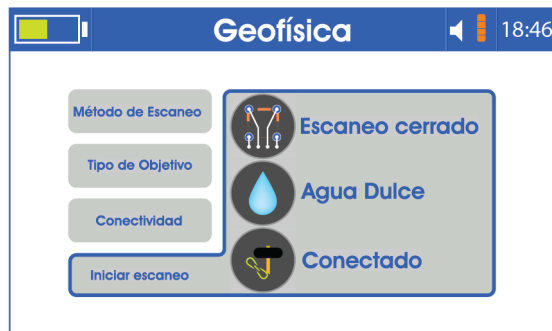 Geofísica
18:46
Método de Escaneo
Tipo de Objetivo
Conectividad
Iniciar escaneo
Escaneo cerrado
Agua Dulce
Conectado